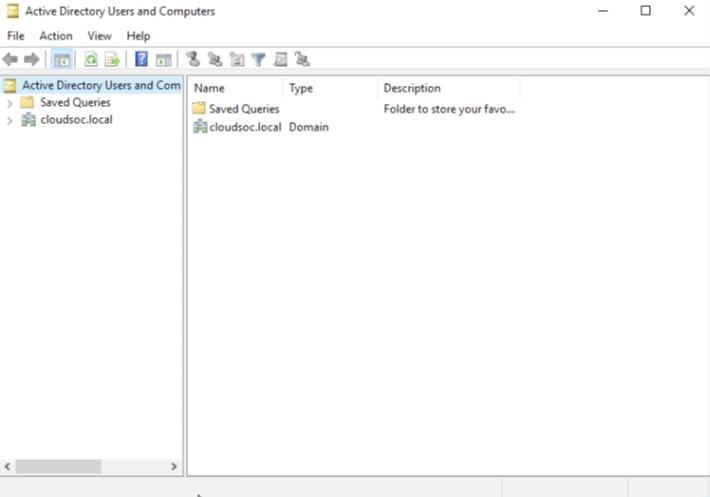 Active Directory Users and Computers
File Action View Help
Active Directory Users and Com
Name Type Description
Saved Queries
Saved Queries Folder to store your favo...
cloudsoc.local
cloudsoc.local Domain